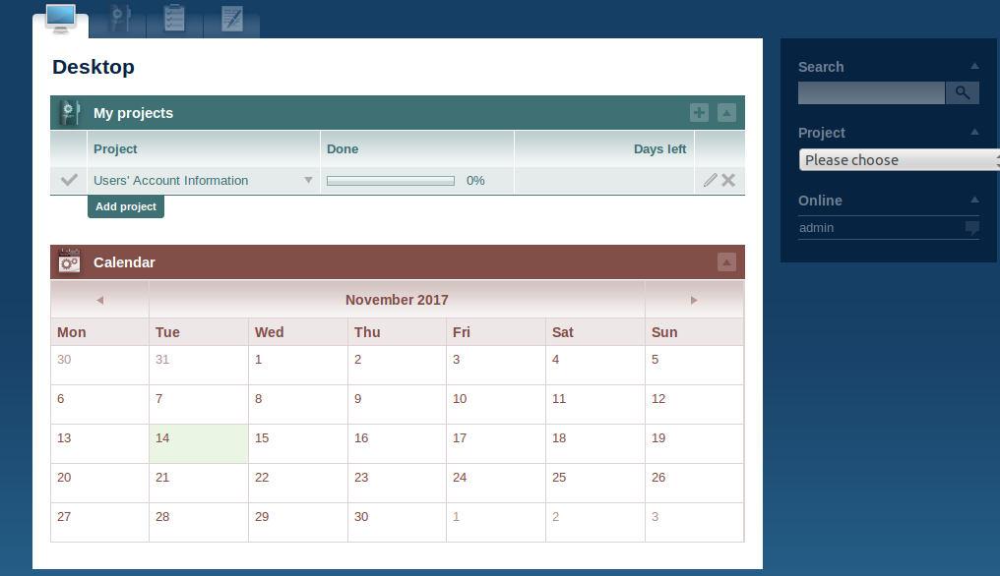 Desktop
My projects
Project Done Days left
Users' Account Information 0%
Add project
Calendar
November 2017
Mon Tue Wed Thu Fri Sat Sun
30 31 1 2 3 4 5
6 7 8 9 10 11 12
13 14 15 16 17 18 19
20 21 22 23 24 25 26
27 28 29 30 1 2 3
Search
Project
Please choose
Online
admin